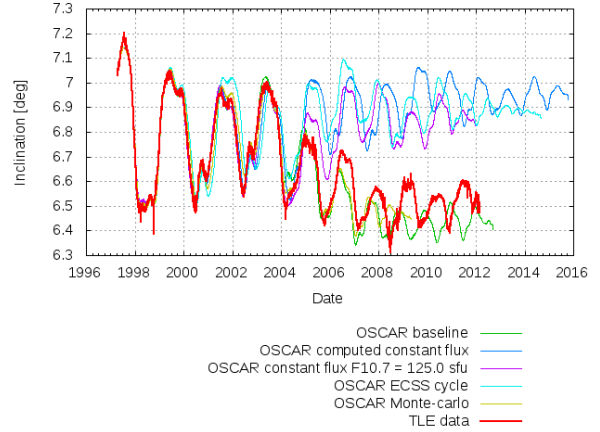 7.3
7.2
7.1
7
6.9
6.8
6.7
6.6
6.5
6.4
6.3
Inclination [deg]
1996 1998 2000 2002 2004 2006 2008 2010 2012 2014 2016
Date
OSCAR baseline
OSCAR computed constant flux
OSCAR constant flux F10.7 = 125.0 sfu
OSCAR ECSS cycle
OSCAR Monte-carlo
TLE data